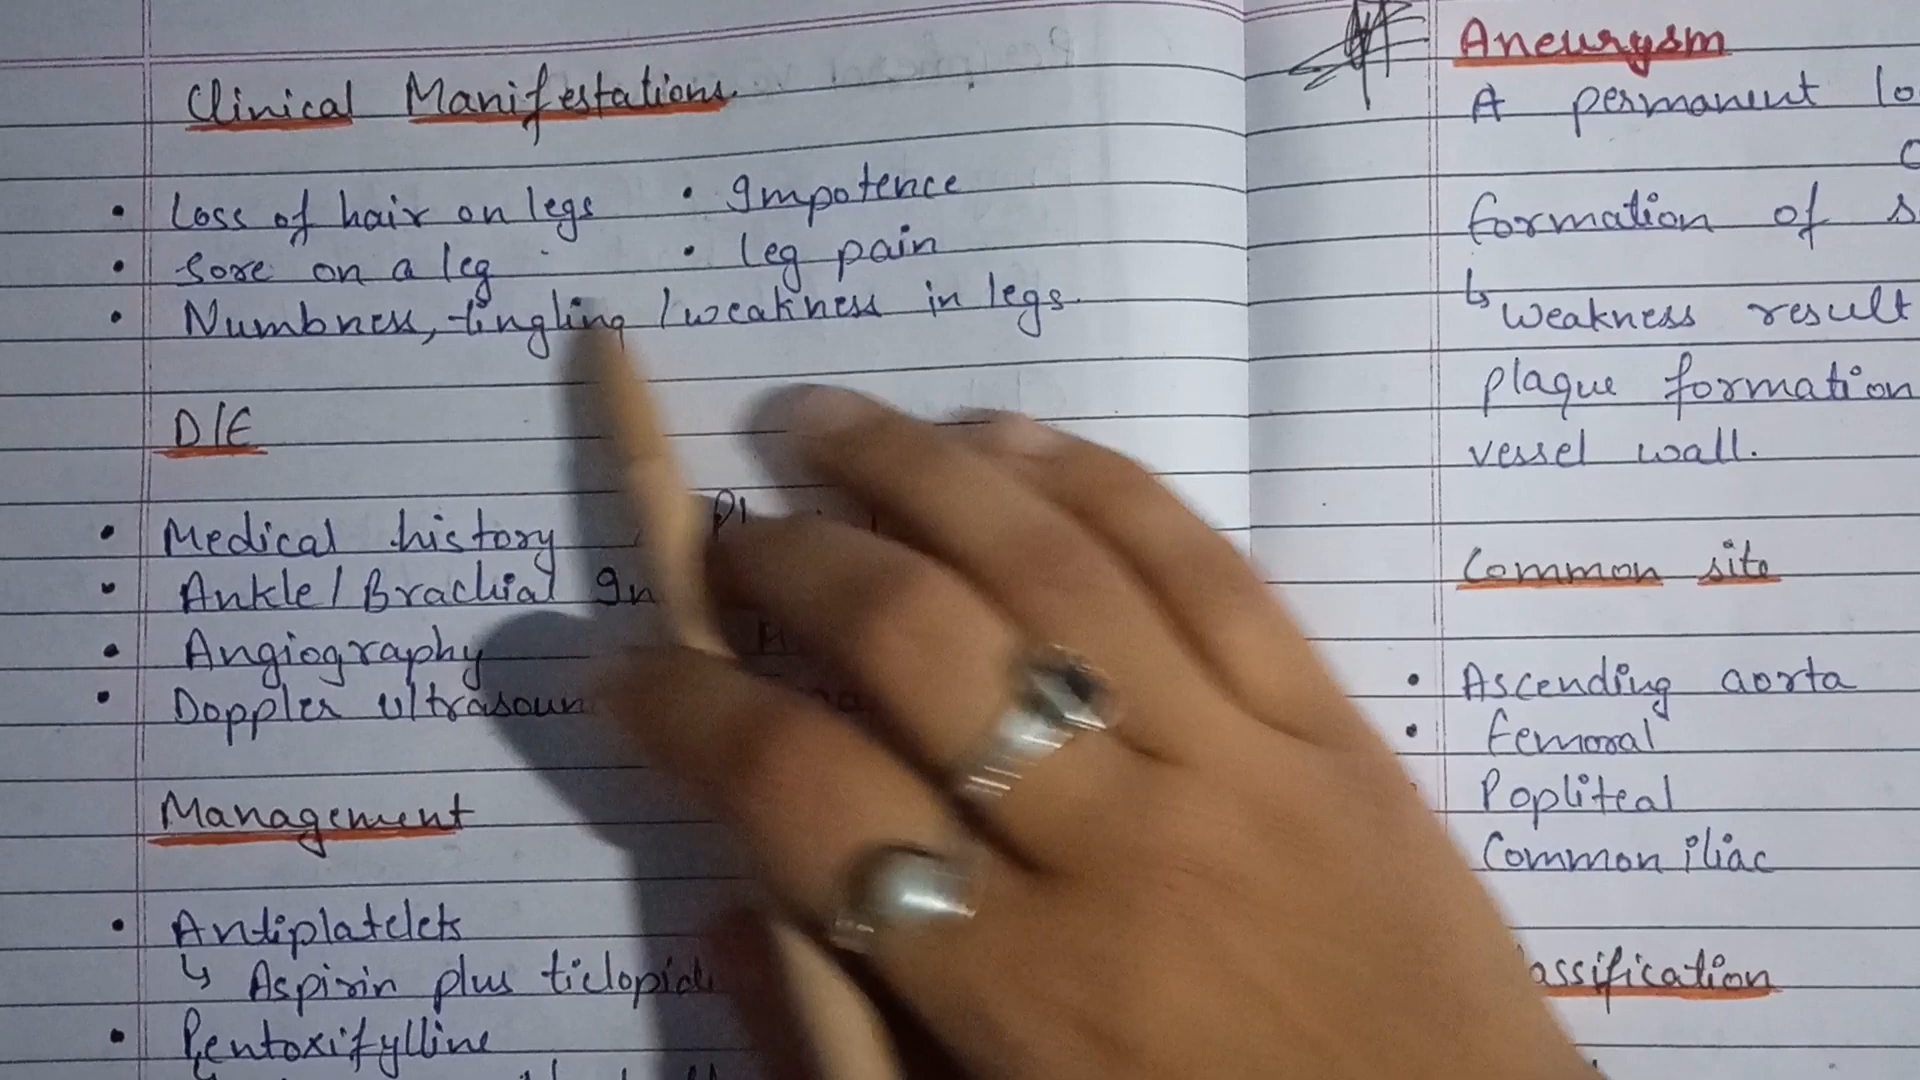 Clinical Manifestations.
• Loss of hair on legs • Impotence
• Sore on a leg • leg pain
• Numbness, tingling / weakness in legs.
D/E
• Medical history
• Ankle/Brachial
• Angiography
• Doppler
Management
• Antiplatelets
↳ Aspirin plus
• Pentoxifylline
Aneurysm
A permanent
formation of
↳ weakness result
plaque formation
vessel wall.
Common site
• Ascending aorta
• Femoral
Popliteal
Common iliac